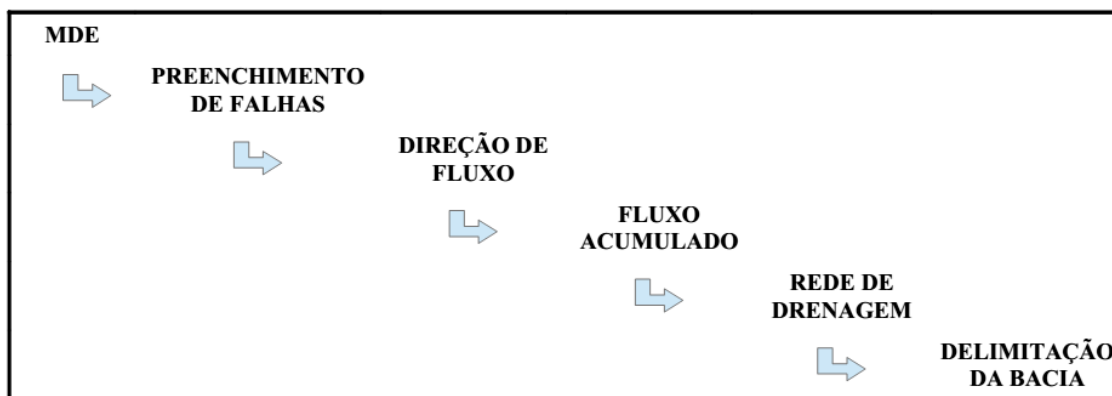 MDE
PREENCHIMENTO
DE FALHAS
DIREÇÃO DE
FLUXO
FLUXO
ACUMULADO
REDE DE
DRENAGEM
DELIMITAÇÃO
DA BACIA